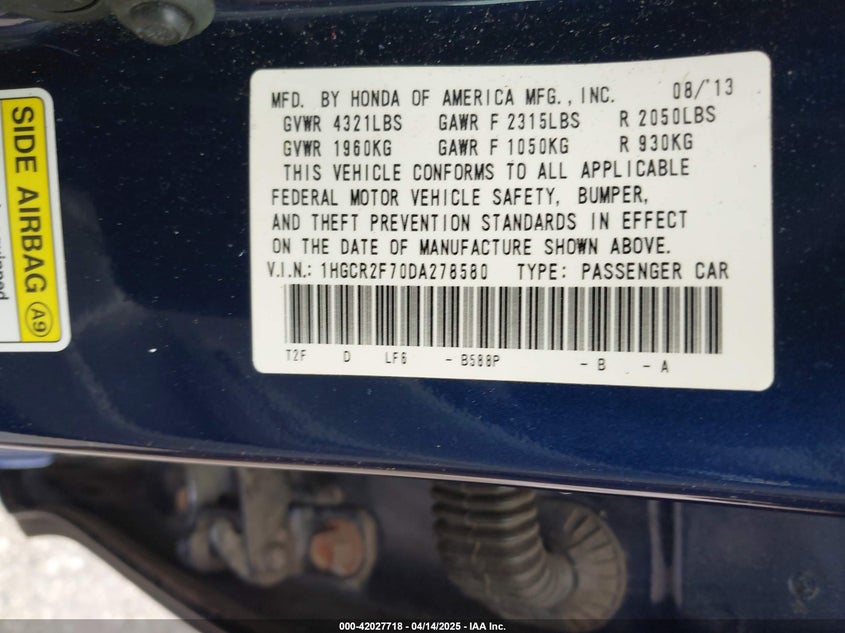 MFD. BY HONDA OF AMERICA MFG., INC. 08/'13
GVWR 4321LBS GAWR F 2315LBS R 2050LBS
GVWR 1960KG GAWR F 1050KG R 930KG
THIS VEHICLE CONFORMS TO ALL APPLICABLE
FEDERAL MOTOR VEHICLE SAFETY, BUMPER,
AND THEFT PREVENTION STANDARDS IN EFFECT
ON THE DATE OF MANUFACTURE SHOWN ABOVE.
V.I.N.: 1HGCR2F70DA278580 TYPE: PASSENGER CAR
T2F D LF6 - B588P - B - A
SIDE AIRBAG A9
000-42027718 - 04/14/2025 - IAA Inc.